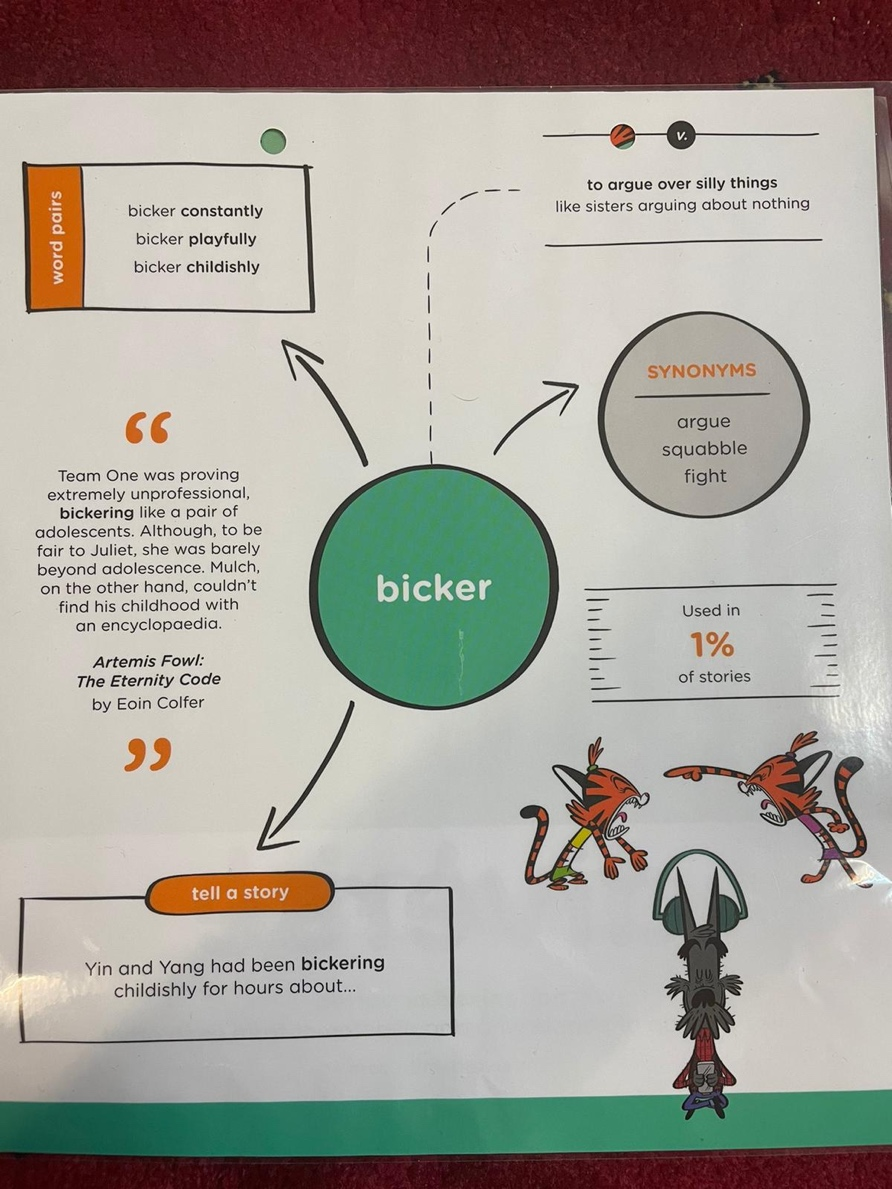 word pairs
bicker constantly
bicker playfully
bicker childishly
v.
to argue over silly things
like sisters arguing about nothing
SYNONYMS
argue
squabble
fight
“
Team One was proving
extremely unprofessional,
bickering like a pair of
adolescents. Although, to be
fair to Juliet, she was barely
beyond adolescence. Mulch,
on the other hand, couldn't
find his childhood with
an encyclopaedia.
Artemis Fowl:
The Eternity Code
by Eoin Colfer
”
bicker
Used in
1%
of stories
tell a story
Yin and Yang had been bickering
childishly for hours about...